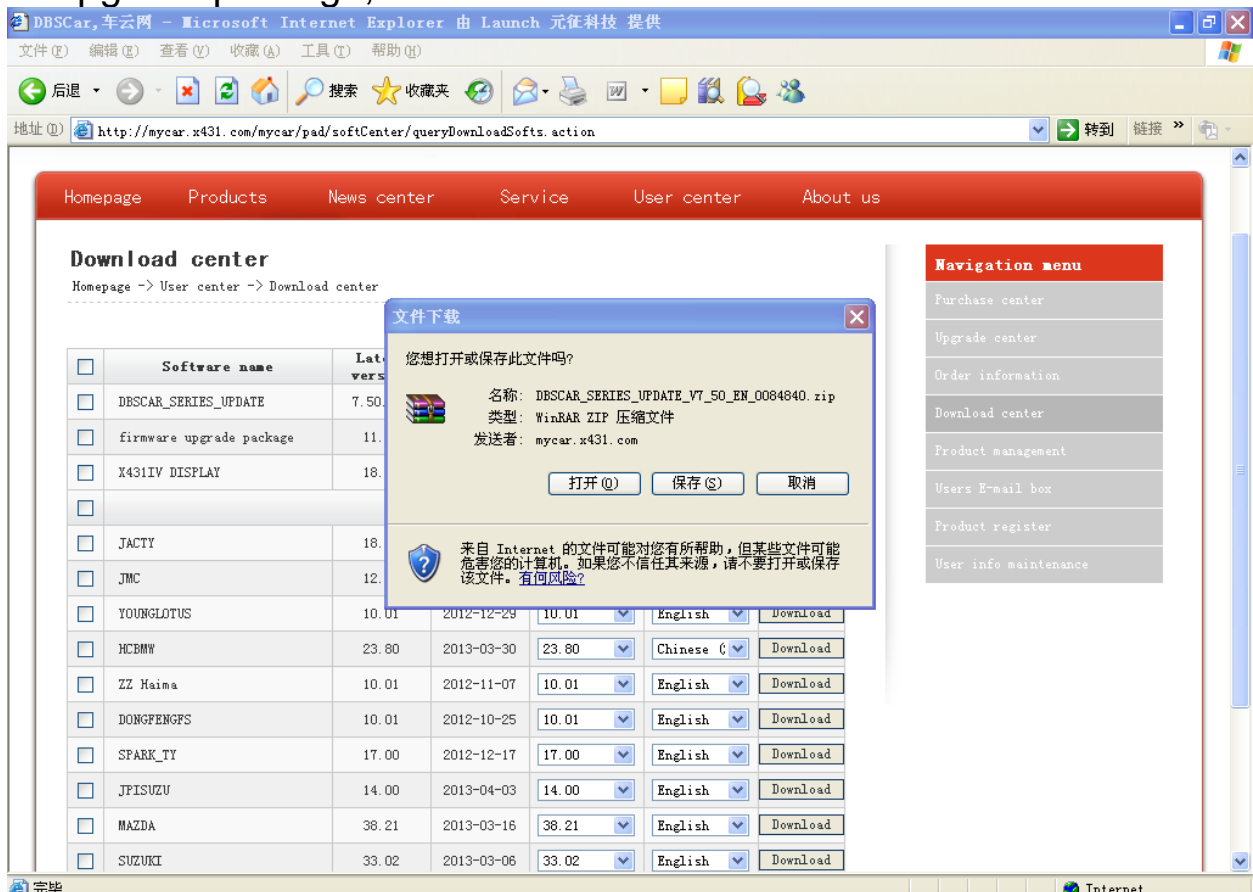 DBSCar,车云网 - Microsoft Internet Explorer 由 Launch 元征科技 提供
文件(F) 编辑(E) 查看(V) 收藏(A) 工具(T) 帮助(H)
后退 搜索 收藏夹
地址(D) http://mycar.x431.com/mycar/pad/softCenter/queryDownloadSofts.action 转到 链接 »
Homepage Products News center Service User center About us
Download center
Homepage -> User center -> Download center
Navigation menu
Purchase center
Upgrade center
Order information
Download center
Product management
Users E-mail box
Product register
User info maintenance
文件下载
您想打开或保存此文件吗?
名称: DBSCAR_SERIES_UPDATE_V7_50_EN_0084840.zip
类型: WinRAR ZIP 压缩文件
发送者: mycar.x431.com
打开(O) 保存(S) 取消
来自 Internet 的文件可能对您有所帮助，但某些文件可能
危害您的计算机。如果您不信任其来源，请不要打开或保存
该文件。有何风险?
Software name
DBSCAR_SERIES_UPDATE 7.50.
firmware upgrade package 11.
X431IV DISPLAY 18.
JACTY 18.
JMC 12.
YOUNGLOTUS 10.01 2012-12-29 10.01 English Download
HCBMW 23.80 2013-03-30 23.80 Chinese ( Download
ZZ Haima 10.01 2012-11-07 10.01 English Download
DONGFENGFS 10.01 2012-10-25 10.01 English Download
SPARK_TY 17.00 2012-12-17 17.00 English Download
JPISUZU 14.00 2013-04-03 14.00 English Download
MAZDA 38.21 2013-03-16 38.21 English Download
SUZUKI 33.02 2013-03-06 33.02 English Download
完毕 Internet